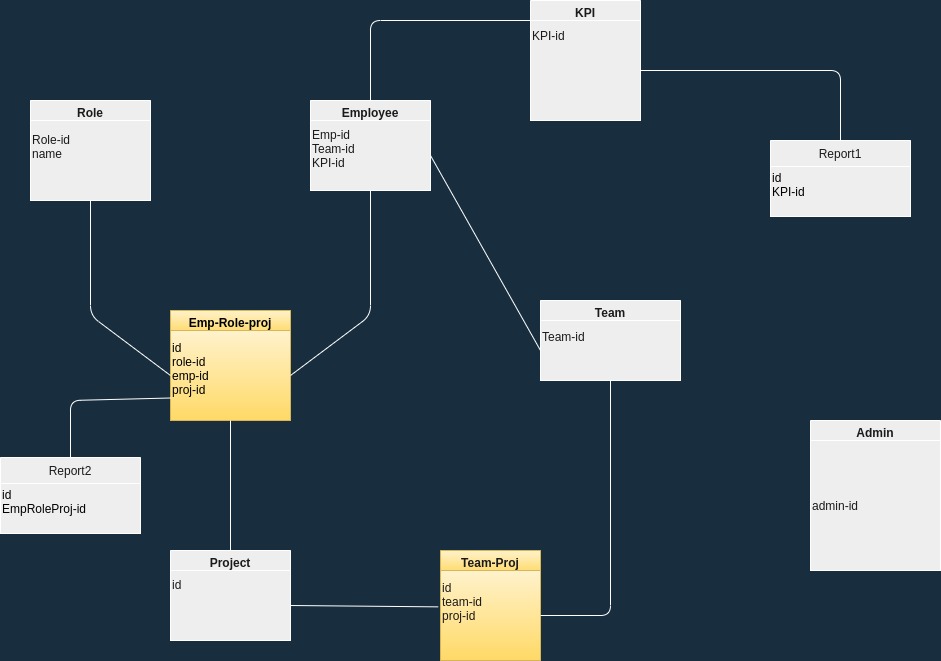 KPI
KPI-id
Role
Role-id
name
Employee
Emp-id
Team-id
KPI-id
Report1
id
KPI-id
Emp-Role-proj
id
role-id
emp-id
proj-id
Team
Team-id
Admin
admin-id
Report2
id
EmpRoleProj-id
Project
id
Team-Proj
id
team-id
proj-id